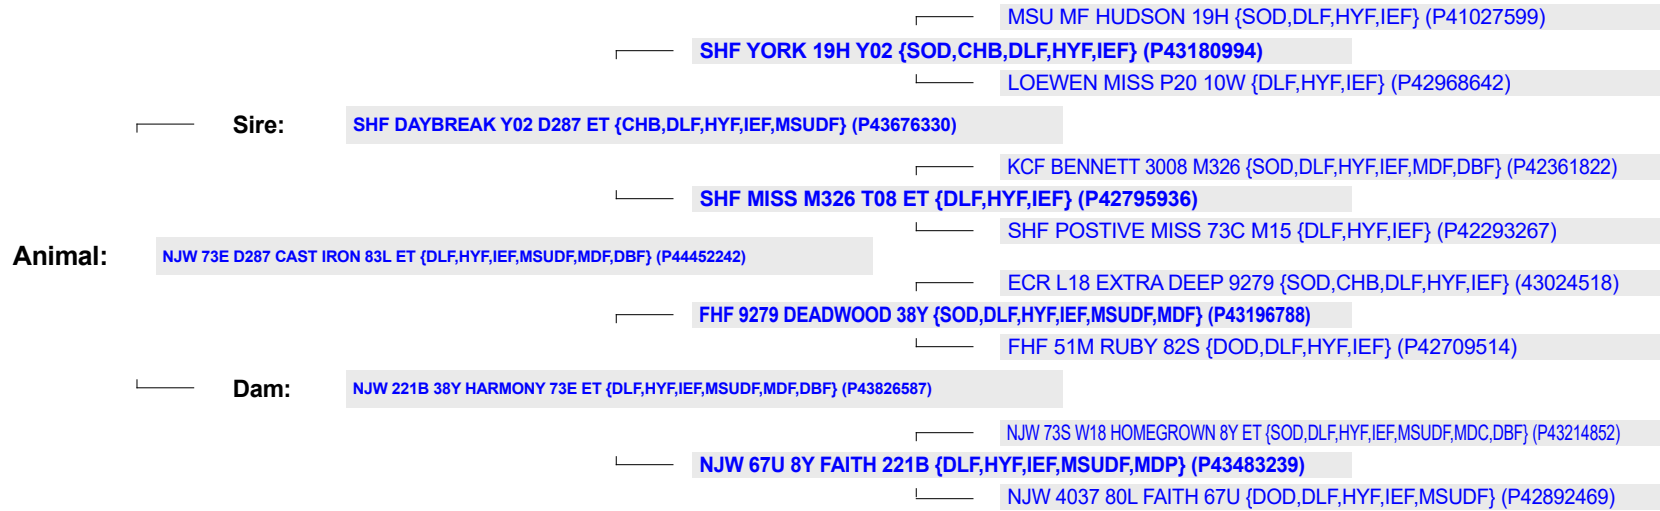 MSU MF HUDSON 19H {SOD,DLF,HYF,IEF} (P41027599)
SHF YORK 19H Y02 {SOD,CHB,DLF,HYF,IEF} (P43180994)
LOEWEN MISS P20 10W {DLF,HYF,IEF} (P42968642)
Sire: SHF DAYBREAK Y02 D287 ET {CHB,DLF,HYF,IEF,MSUDF} (P43676330)
KCF BENNETT 3008 M326 {SOD,DLF,HYF,IEF,MDF,DBF} (P42361822)
SHF MISS M326 T08 ET {DLF,HYF,IEF} (P42795936)
SHF POSTIVE MISS 73C M15 {DLF,HYF,IEF} (P42293267)
Animal: NJW 73E D287 CAST IRON 83L ET {DLF,HYF,IEF,MSUDF,MDF,DBF} (P44452242)
ECR L18 EXTRA DEEP 9279 {SOD,CHB,DLF,HYF,IEF} (43024518)
FHF 9279 DEADWOOD 38Y {SOD,DLF,HYF,IEF,MSUDF,MDF} (P43196788)
FHF 51M RUBY 82S {DOD,DLF,HYF,IEF} (P42709514)
Dam: NJW 221B 38Y HARMONY 73E ET {DLF,HYF,IEF,MSUDF,MDF,DBF} (P43826587)
NJW 73S W18 HOMEGROWN 8Y ET {SOD,DLF,HYF,IEF,MSUDF,MDC,DBF} (P43214852)
NJW 67U 8Y FAITH 221B {DLF,HYF,IEF,MSUDF,MDP} (P43483239)
NJW 4037 80L FAITH 67U {DOD,DLF,HYF,IEF,MSUDF} (P42892469)